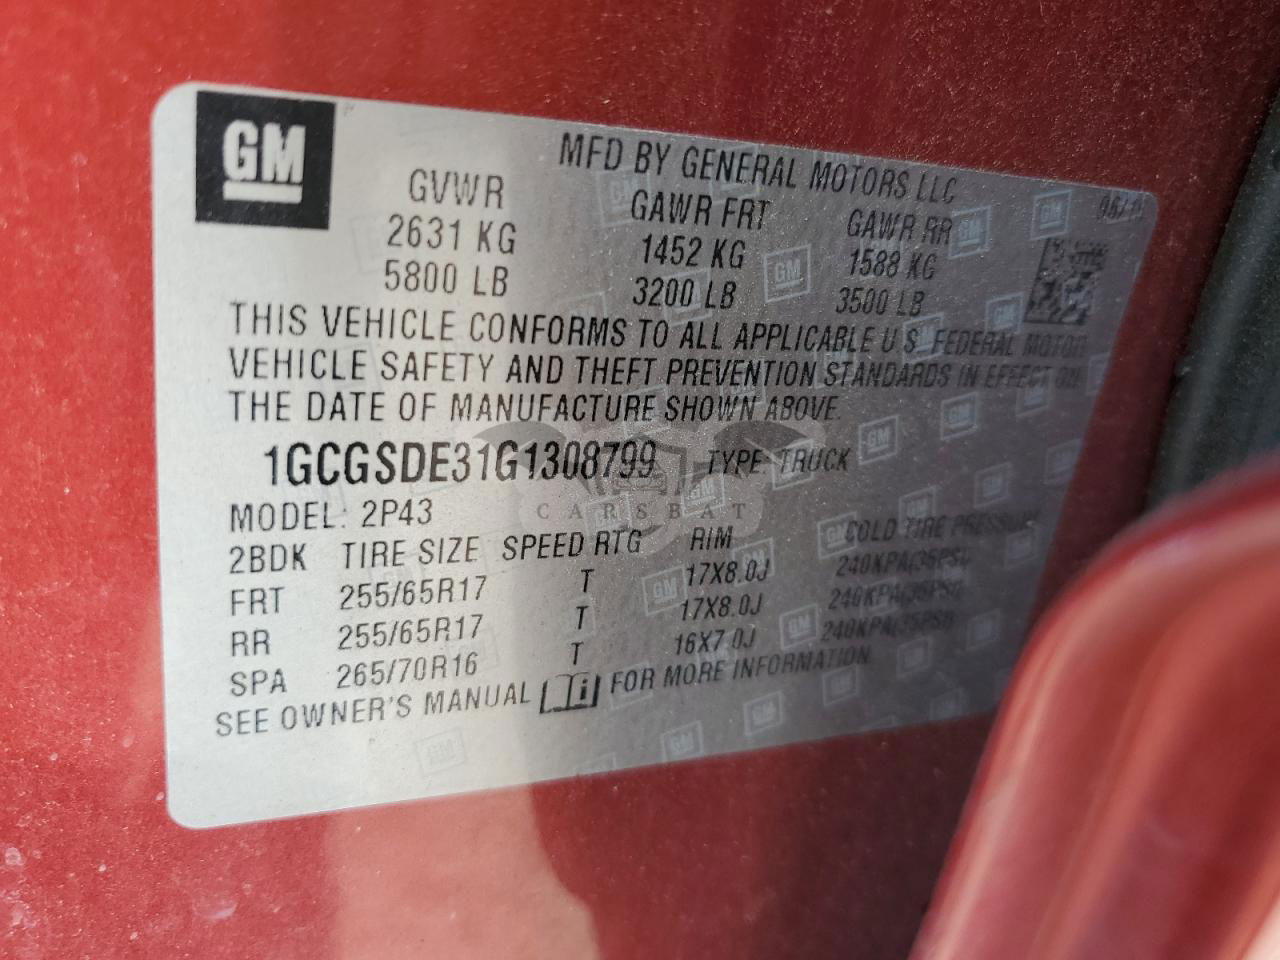 GM
MFD BY GENERAL MOTORS LLC
GVWR GAWR FRT GAWR RR
2631 KG 1452 KG 1588 KG
5800 LB 3200 LB 3500 LB
THIS VEHICLE CONFORMS TO ALL APPLICABLE U.S. FEDERAL MOTOR
VEHICLE SAFETY AND THEFT PREVENTION STANDARDS IN EFFECT ON
THE DATE OF MANUFACTURE SHOWN ABOVE.
1GCGSDE31G1308799 TYPE: TRUCK
CARSBAT
MODEL: 2P43
2BDK TIRE SIZE SPEED RTG RIM COLD TIRE PRESSURE
FRT 255/65R17 T 17X8.0J 240KPA(35PSI)
RR 255/65R17 T 17X8.0J 240KPA(35PSI)
SPA 265/70R16 T 16X7.0J 240KPA(35PSI)
SEE OWNER'S MANUAL FOR MORE INFORMATION